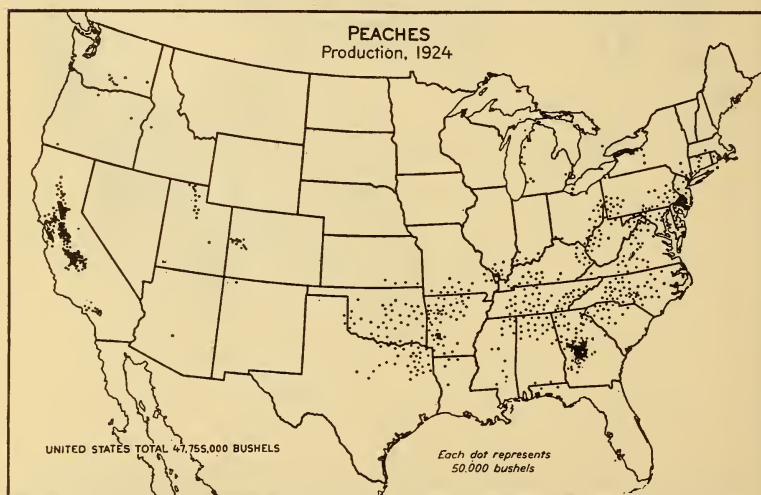 PEACHES
Production, 1924
UNITED STATES TOTAL 47,755,000 BUSHELS
Each dot represents
50.000 bushels